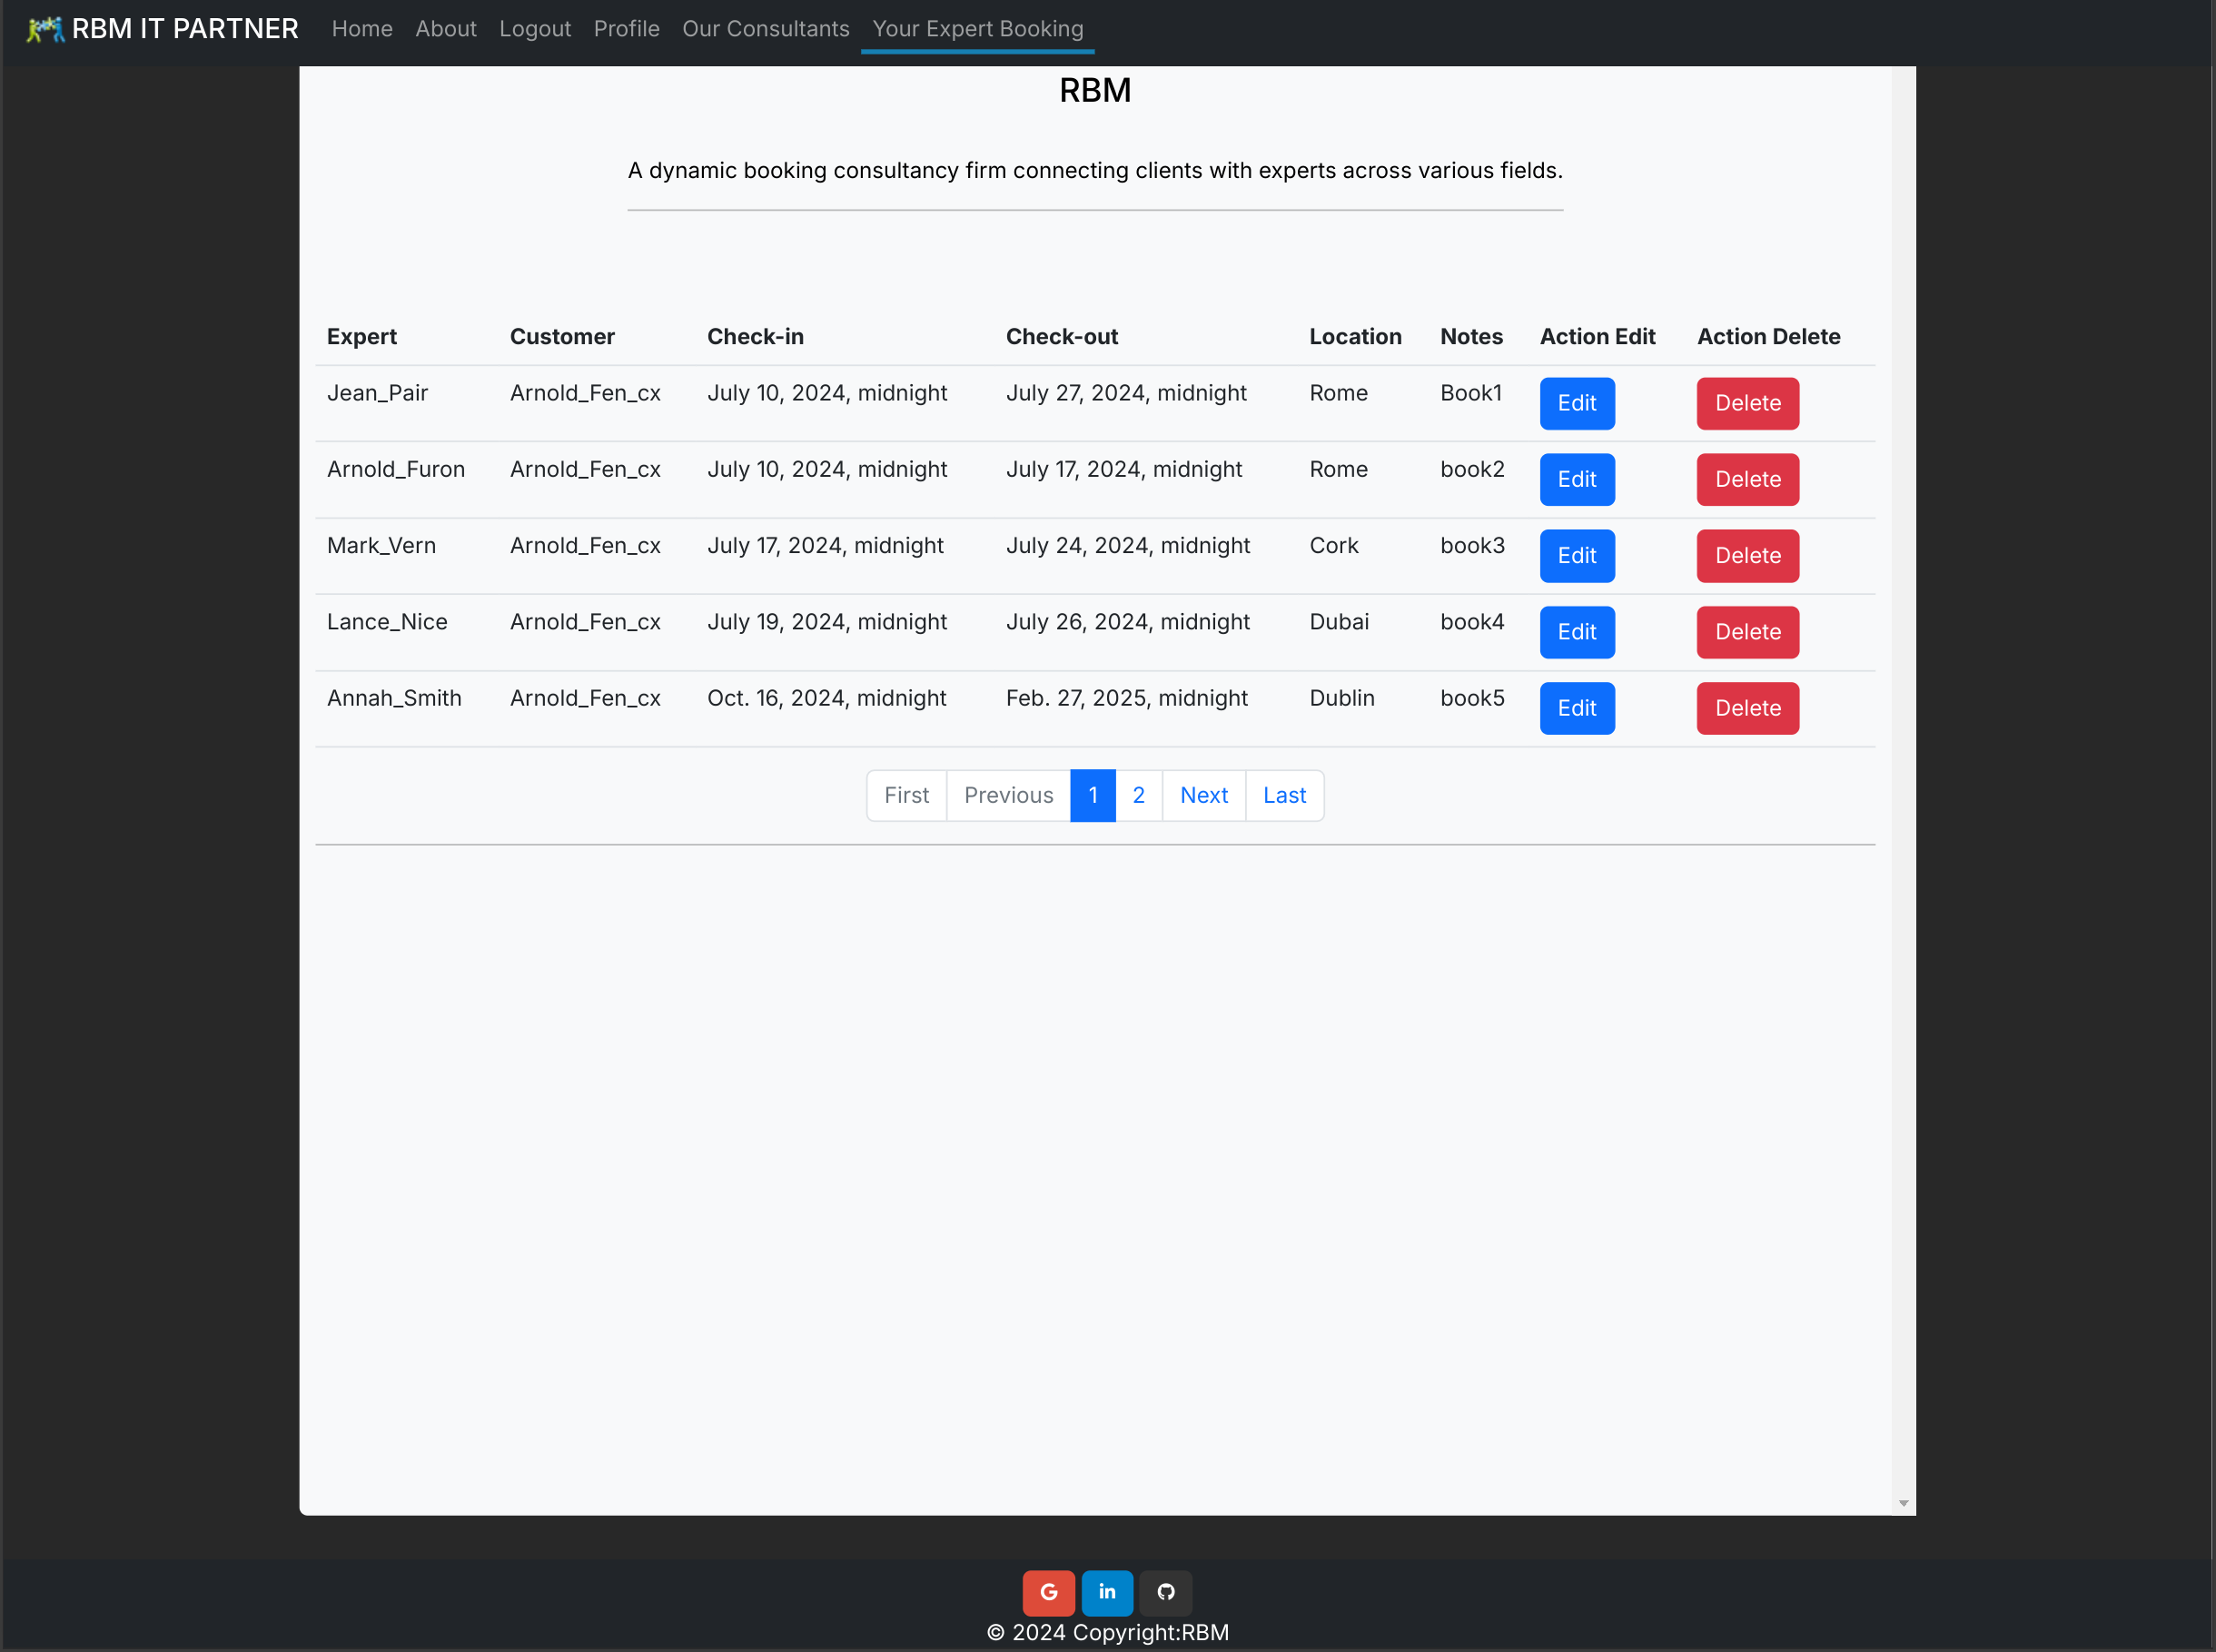 RBM IT PARTNER Home About Logout Profile Our Consultants Your Expert Booking
RBM
A dynamic booking consultancy firm connecting clients with experts across various fields.
Expert Customer Check-in Check-out Location Notes Action Edit Action Delete
Jean_Pair Arnold_Fen_cx July 10, 2024, midnight July 27, 2024, midnight Rome Book1 Edit Delete
Arnold_Furon Arnold_Fen_cx July 10, 2024, midnight July 17, 2024, midnight Rome book2 Edit Delete
Mark_Vern Arnold_Fen_cx July 17, 2024, midnight July 24, 2024, midnight Cork book3 Edit Delete
Lance_Nice Arnold_Fen_cx July 19, 2024, midnight July 26, 2024, midnight Dubai book4 Edit Delete
Annah_Smith Arnold_Fen_cx Oct. 16, 2024, midnight Feb. 27, 2025, midnight Dublin book5 Edit Delete
First Previous 1 2 Next Last
G in
© 2024 Copyright:RBM